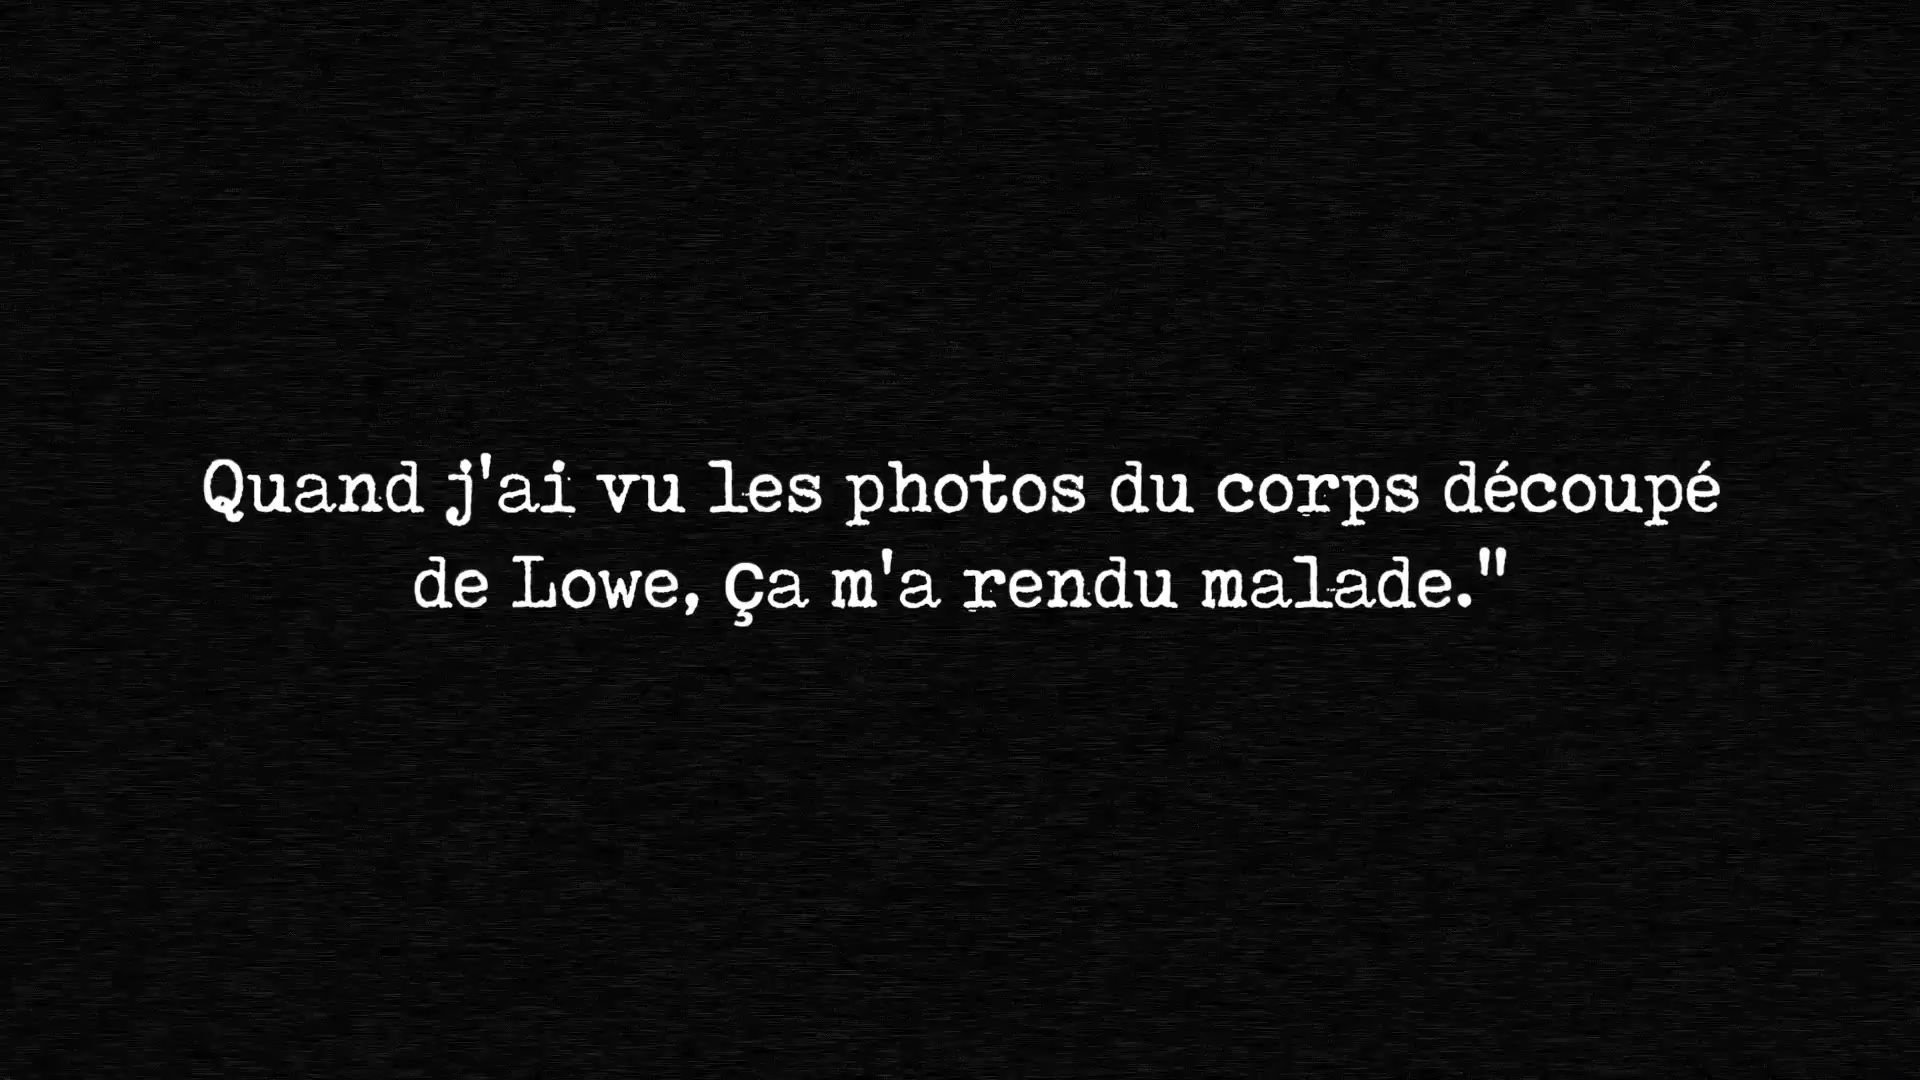 Quand j'ai vu les photos du corps découpé
de Lowe, Ça m'a rendu malade."